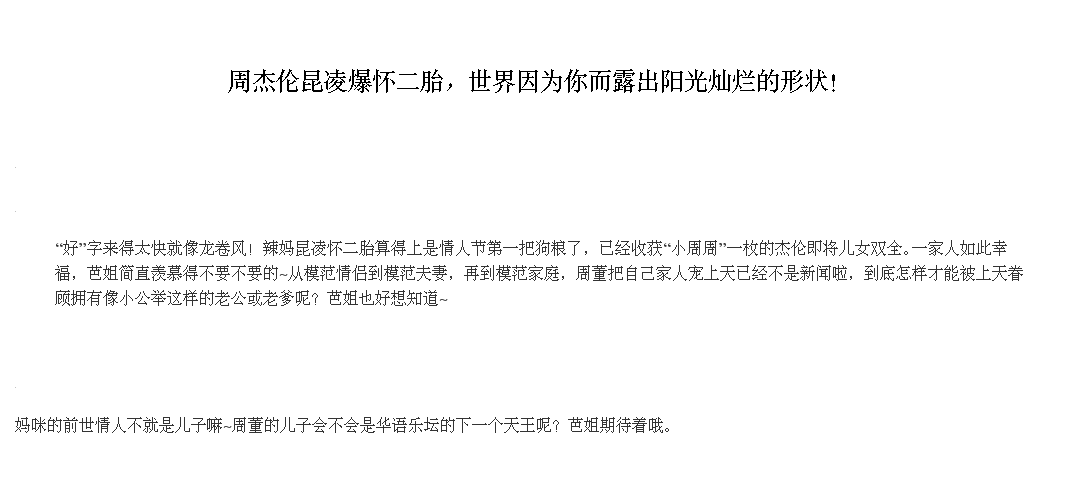 周杰伦昆凌爆怀二胎，世界因为你而露出阳光灿烂的形状！
“好”字来得太快就像龙卷风！辣妈昆凌怀二胎算得上是情人节第一把狗粮了，已经收获“小周周”一枚的杰伦即将儿女双全。一家人如此幸
福，芭姐简直羡慕得不要不要的~从模范情侣到模范夫妻，再到模范家庭，周董把自己家人宠上天已经不是新闻啦，到底怎样才能被上天眷
顾拥有像小公举这样的老公或老爹呢？芭姐也好想知道~
妈咪的前世情人不就是儿子嘛~周董的儿子会不会是华语乐坛的下一个天王呢？芭姐期待着哦。